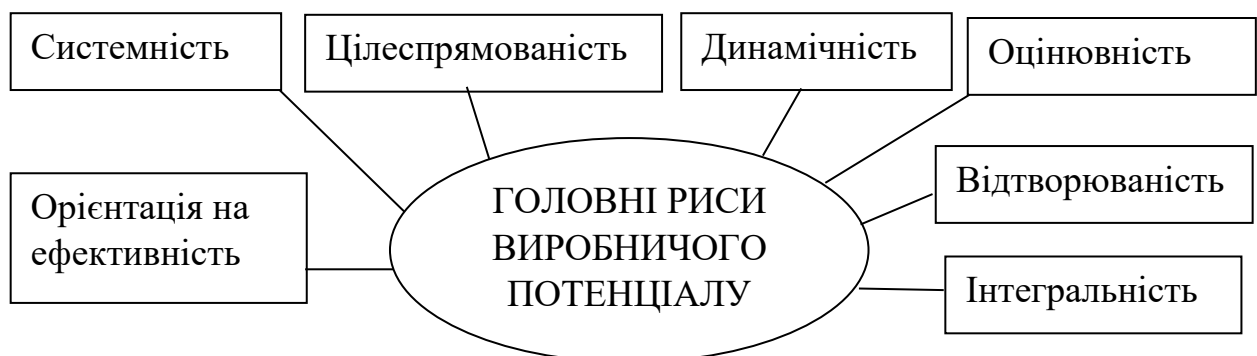 Системність
Цілеспрямованість
Динамічність
Оцінювність
Орієнтація на
ефективність
ГОЛОВНІ РИСИ
ВИРОБНИЧОГО
ПОТЕНЦІАЛУ
Відтворюваність
Інтегральність